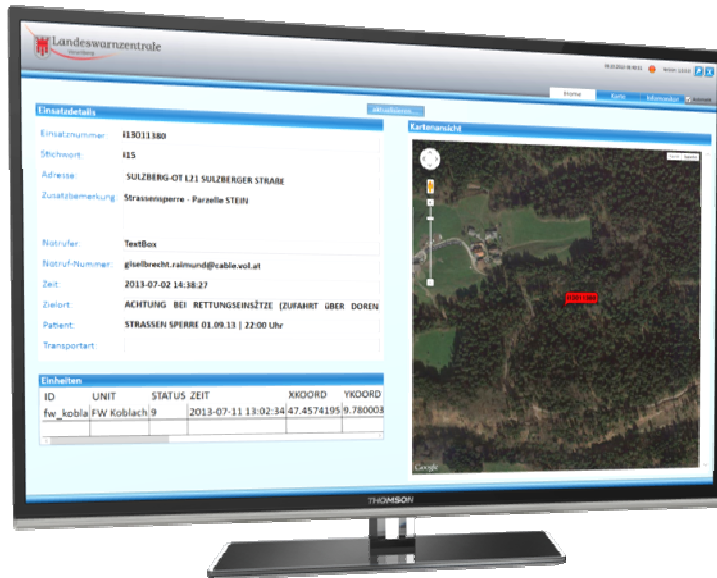 Landeswarnzentrale
Vorarlberg
Home
Karte
Information
Einsatzdetails
aktualisieren...
Kartenansicht
Einsatznummer: i13011380
Stichwort: i15
Adresse: SULZBERG-OT L21 SULZBERGER STRAßE
Zusatzbemerkung: Strassensperre - Parzelle STEIN
Notrufer: TextBox
Notruf-Nummer: giselbrecht.raimund@cable.vol.at
Zeit: 2013-07-02 14:38:27
Zielort: ACHTUNG BEI RETTUNGSEINSÄTZE (ZUFAHRT ÜBER DOREN
Patient: STRASSEN SPERRE 01.09.13 | 22:00 Uhr
Transportart:
Einheiten
ID UNIT STATUS ZEIT XKOORD YKOORD
fw_kobla FW Koblach 9 2013-07-11 13:02:34 47.4574195 9.780003
Google
THOMSON